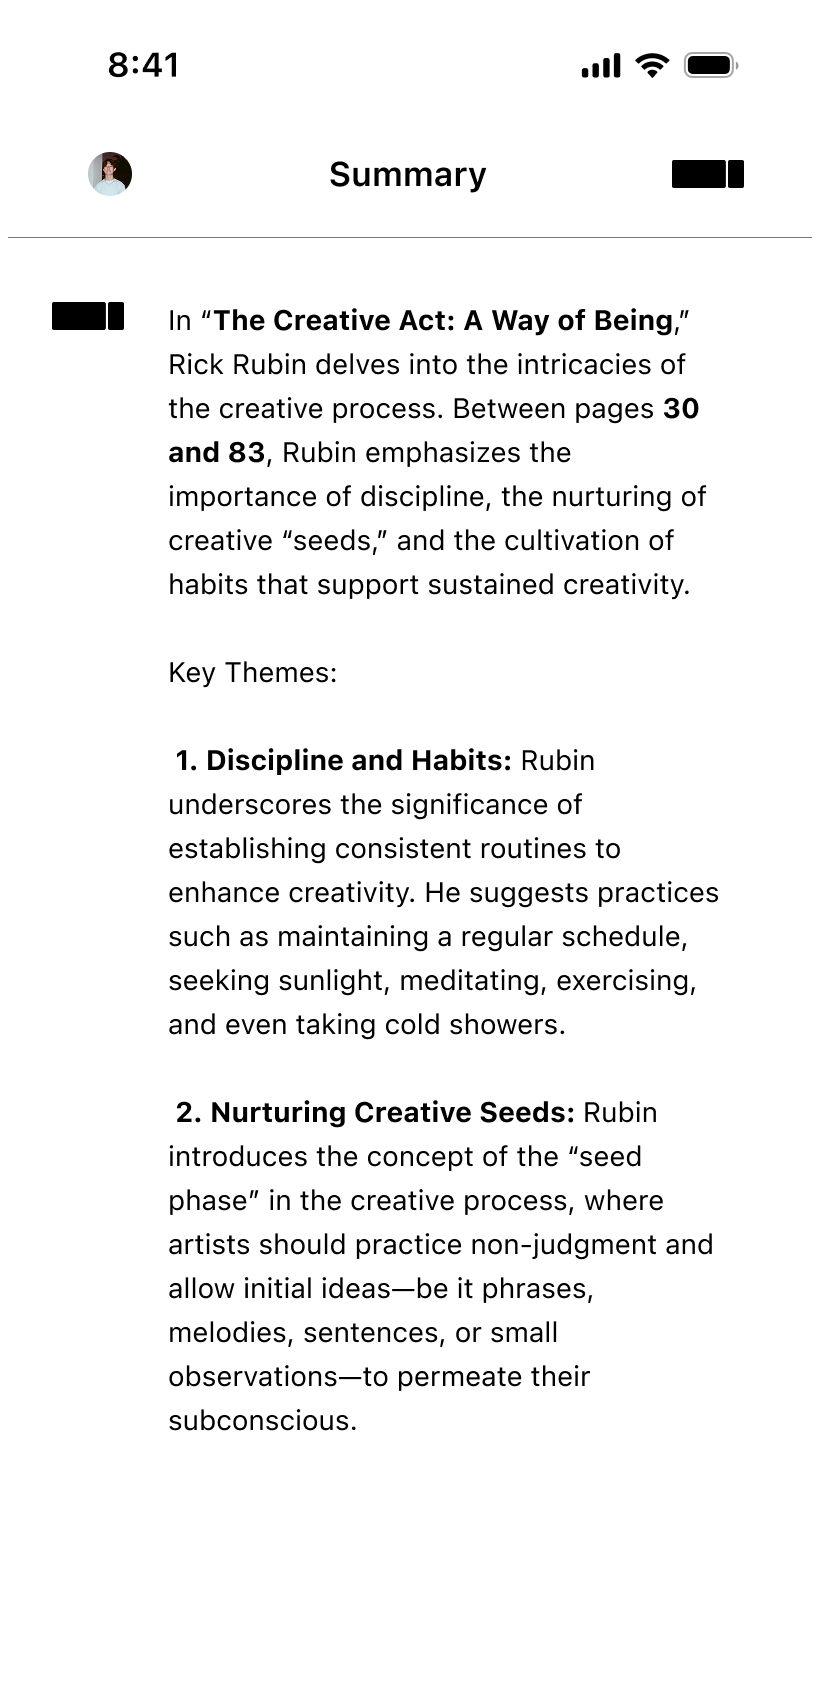 8:41
Summary
In “The Creative Act: A Way of Being,”
Rick Rubin delves into the intricacies of
the creative process. Between pages 30
and 83, Rubin emphasizes the
importance of discipline, the nurturing of
creative “seeds,” and the cultivation of
habits that support sustained creativity.
Key Themes:
1. Discipline and Habits: Rubin
underscores the significance of
establishing consistent routines to
enhance creativity. He suggests practices
such as maintaining a regular schedule,
seeking sunlight, meditating, exercising,
and even taking cold showers.
2. Nurturing Creative Seeds: Rubin
introduces the concept of the “seed
phase” in the creative process, where
artists should practice non-judgment and
allow initial ideas—be it phrases,
melodies, sentences, or small
observations—to permeate their
subconscious.